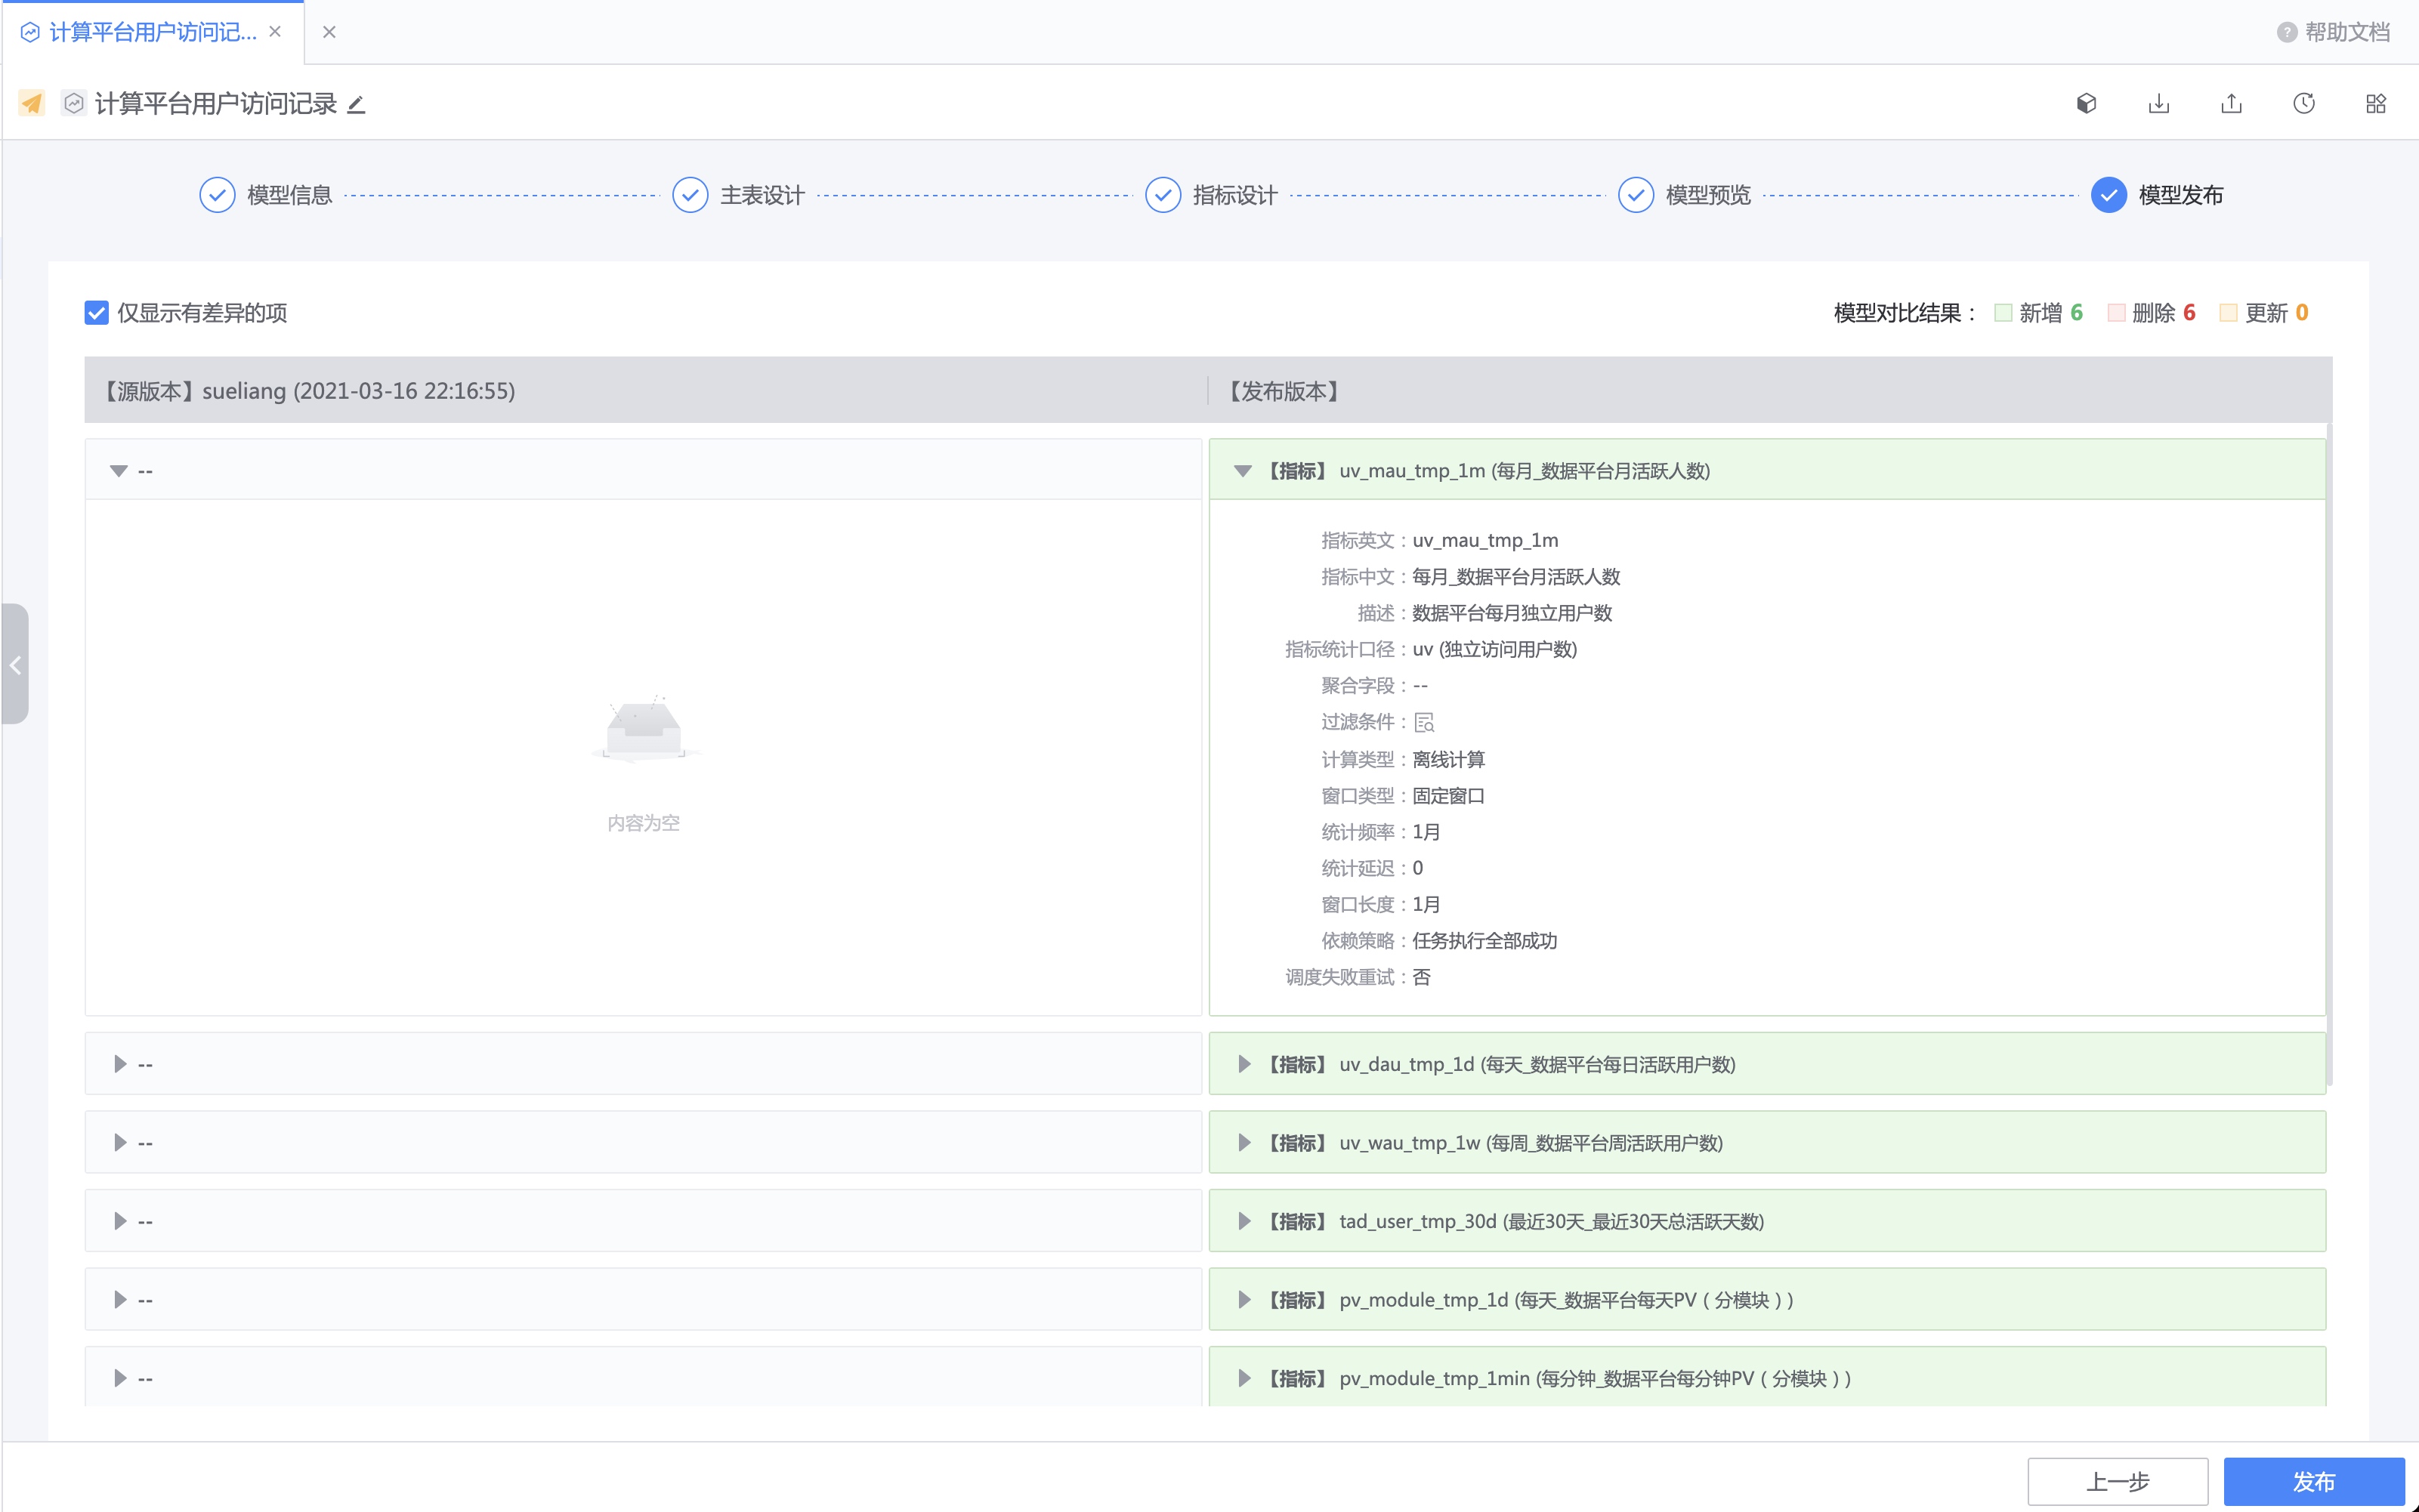 计算平台用户访问记...
帮助文档
计算平台用户访问记录
模型信息
主表设计
指标设计
模型预览
模型发布
仅显示有差异的项
模型对比结果： 新增 6 删除 6 更新 0
【源版本】sueliang (2021-03-16 22:16:55)
【发布版本】
--
【指标】 uv_mau_tmp_1m (每月_数据平台月活跃人数)
内容为空
指标英文：uv_mau_tmp_1m
指标中文：每月_数据平台月活跃人数
描述：数据平台每月独立用户数
指标统计口径：uv (独立访问用户数)
聚合字段：--
过滤条件：
计算类型：离线计算
窗口类型：固定窗口
统计频率：1月
统计延迟：0
窗口长度：1月
依赖策略：任务执行全部成功
调度失败重试：否
--
【指标】 uv_dau_tmp_1d (每天_数据平台每日活跃用户数)
--
【指标】 uv_wau_tmp_1w (每周_数据平台周活跃用户数)
--
【指标】 tad_user_tmp_30d (最近30天_最近30天总活跃天数)
--
【指标】 pv_module_tmp_1d (每天_数据平台每天PV（分模块）)
--
【指标】 pv_module_tmp_1min (每分钟_数据平台每分钟PV（分模块）)
上一步
发布